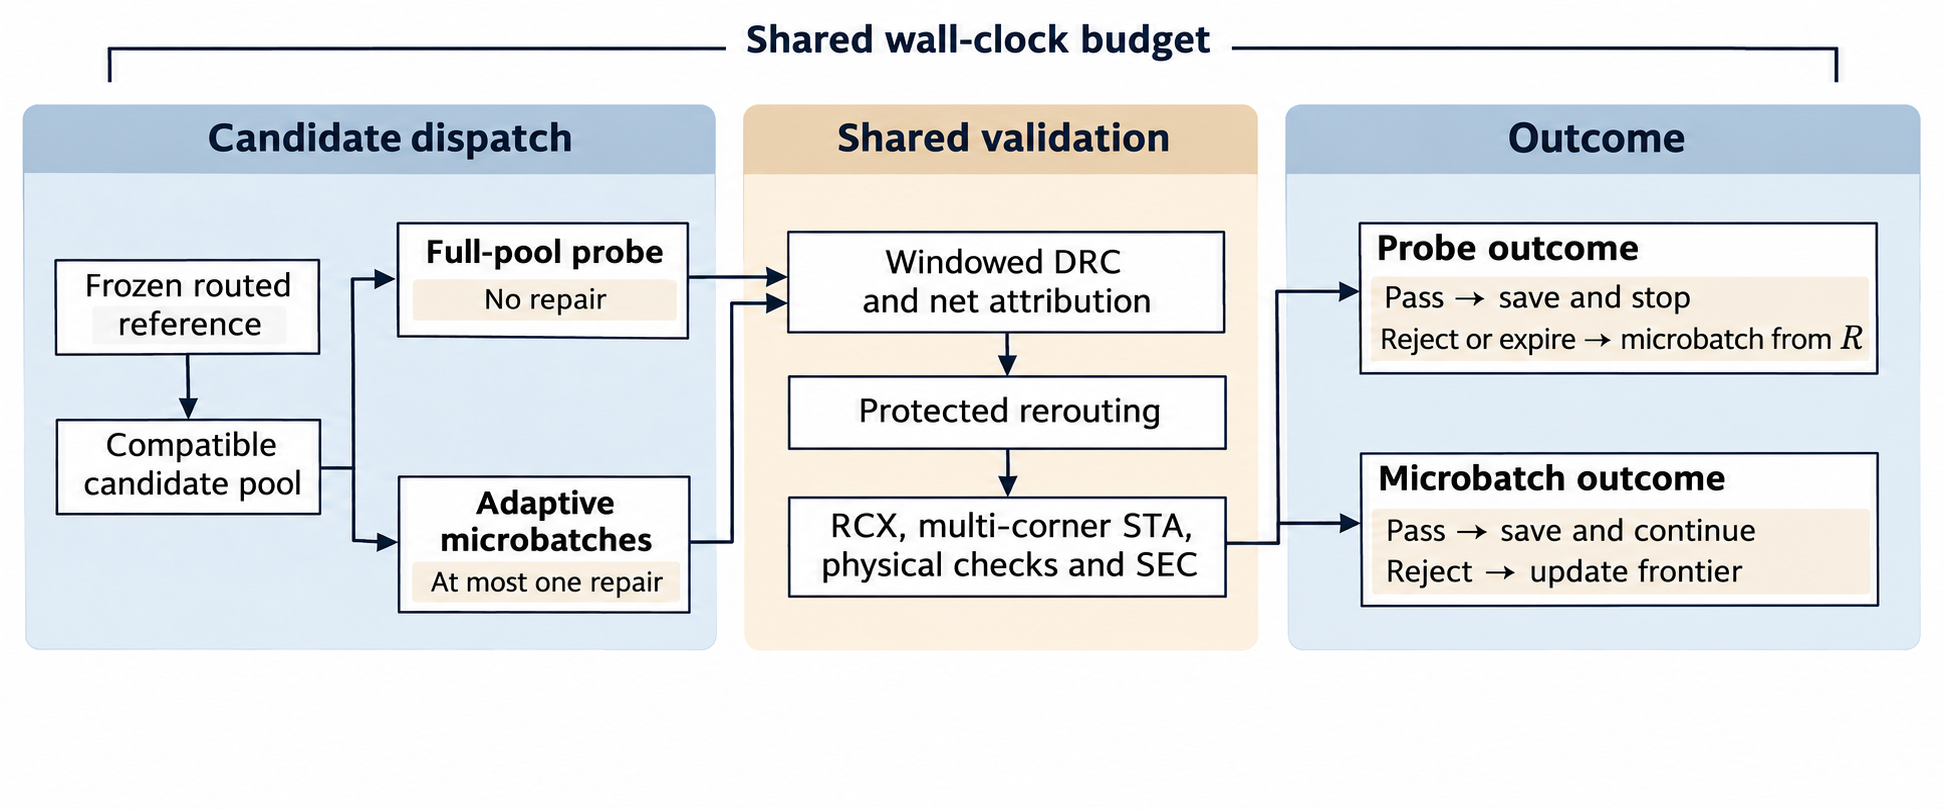 Shared wall-clock budget
Candidate dispatch
Frozen routed
reference
Compatible
candidate pool
Full-pool probe
No repair
Adaptive
microbatches
At most one repair
Shared validation
Windowed DRC
and net attribution
Protected rerouting
RCX, multi-corner STA,
physical checks and SEC
Outcome
Probe outcome
Pass → save and stop
Reject or expire → microbatch from R
Microbatch outcome
Pass → save and continue
Reject → update frontier